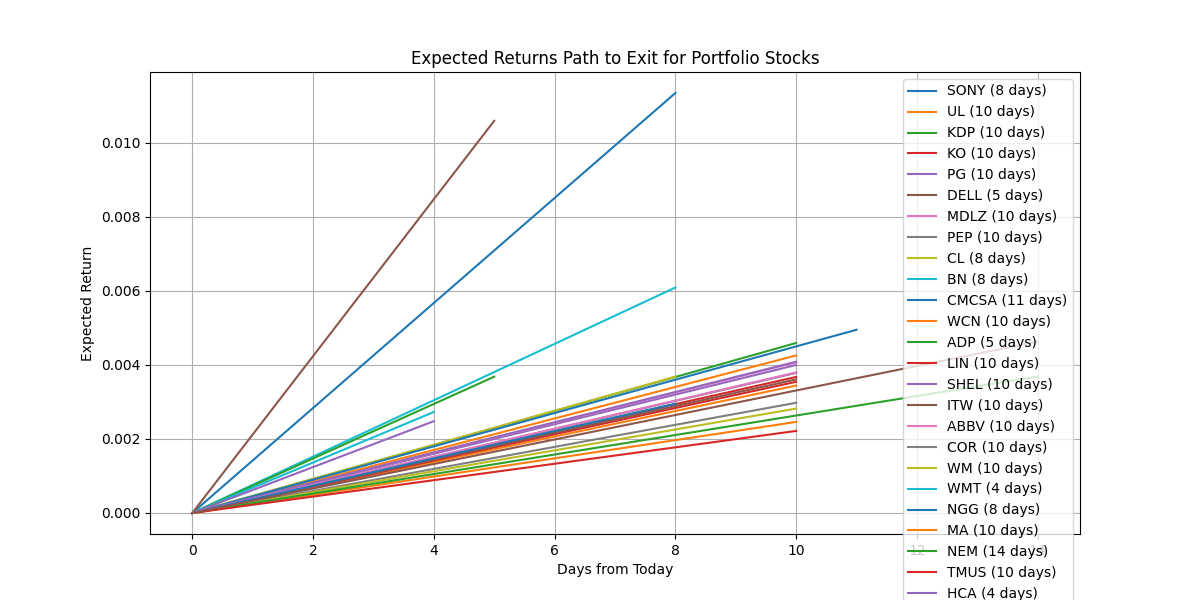 Expected Returns Path to Exit for Portfolio Stocks
Expected Return
0.010
0.008
0.006
0.004
0.002
0.000
0
2
4
6
8
10
12
Days from Today
SONY (8 days)
UL (10 days)
KDP (10 days)
KO (10 days)
PG (10 days)
DELL (5 days)
MDLZ (10 days)
PEP (10 days)
CL (8 days)
BN (8 days)
CMCSA (11 days)
WCN (10 days)
ADP (5 days)
LIN (10 days)
SHEL (10 days)
ITW (10 days)
ABBV (10 days)
COR (10 days)
WM (10 days)
WMT (4 days)
NGG (8 days)
MA (10 days)
NEM (14 days)
TMUS (10 days)
HCA (4 days)